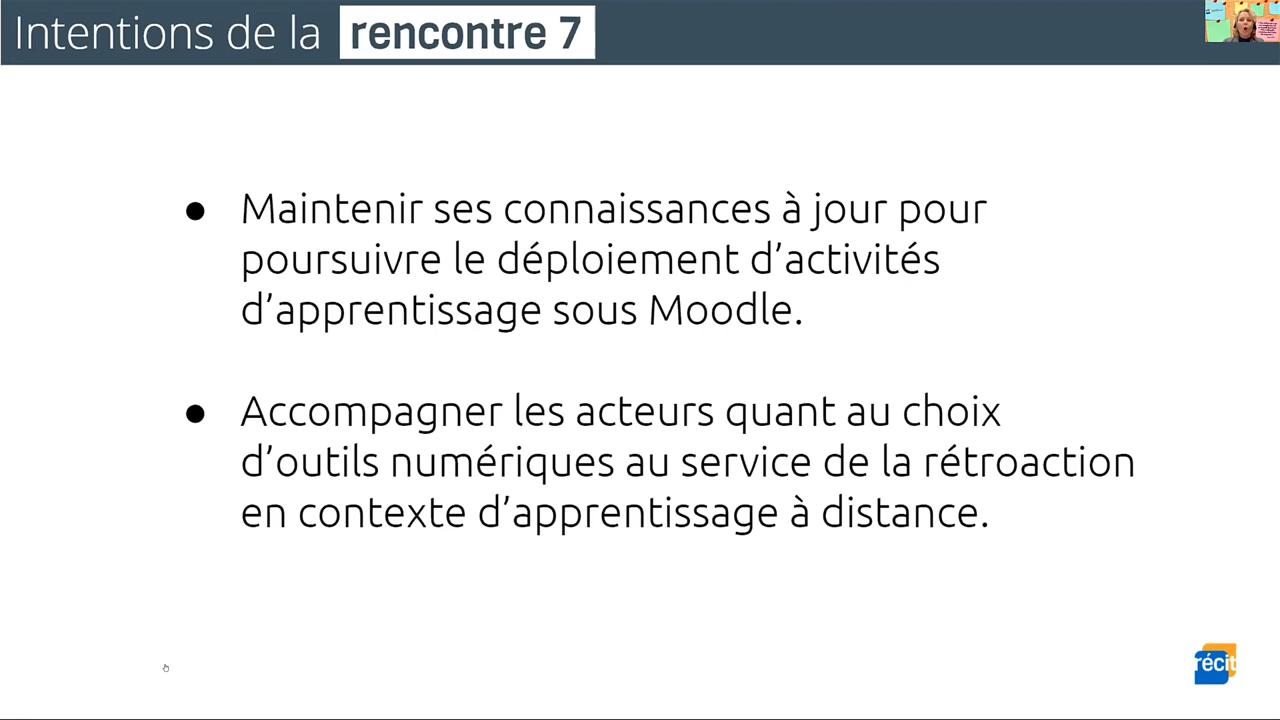 Intentions de la rencontre 7
● Maintenir ses connaissances à jour pour
poursuivre le déploiement d’activités
d’apprentissage sous Moodle.
● Accompagner les acteurs quant au choix
d’outils numériques au service de la rétroaction
en contexte d’apprentissage à distance.
récit